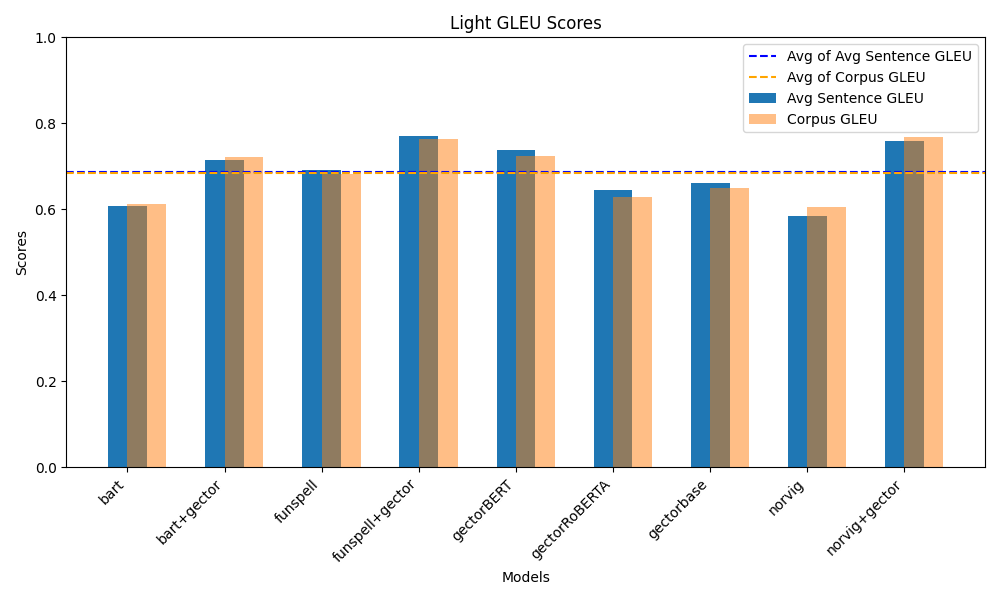 Light GLEU Scores
1.0
0.8
0.6
0.4
0.2
0.0
Scores
Avg of Avg Sentence GLEU
Avg of Corpus GLEU
Avg Sentence GLEU
Corpus GLEU
bart
bart+gector
funspell
funspell+gector
gectorBERT
gectorRoBERTA
gectorbase
norvig
norvig+gector
Models